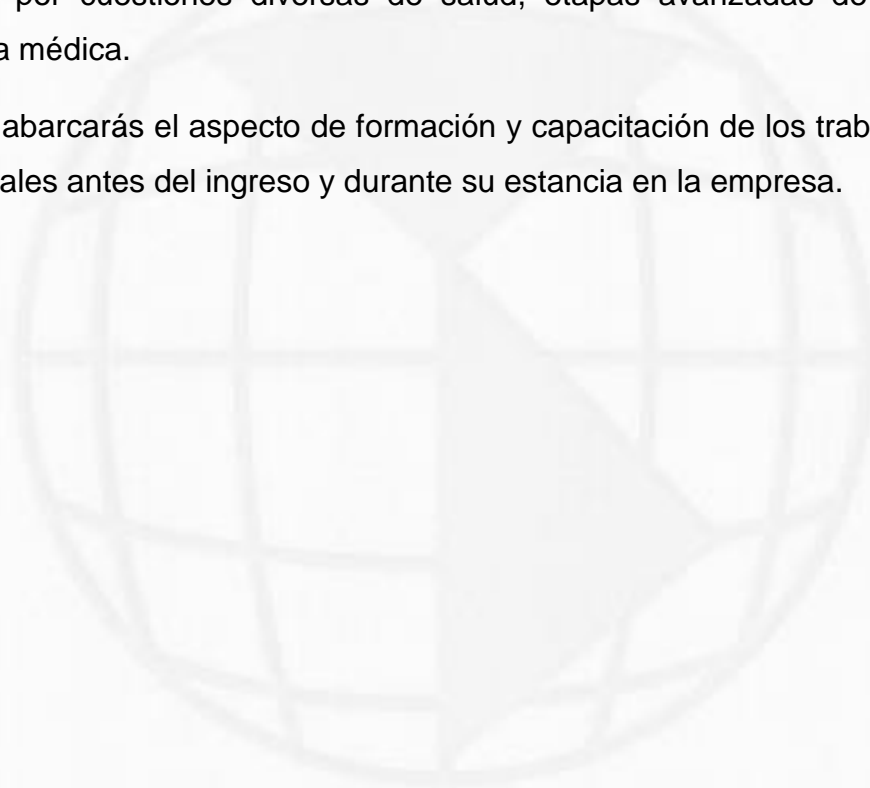 por cuestiones diversas de salud, etapas avanzadas de
a médica.
abarcarás el aspecto de formación y capacitación de los trab
ales antes del ingreso y durante su estancia en la empresa.